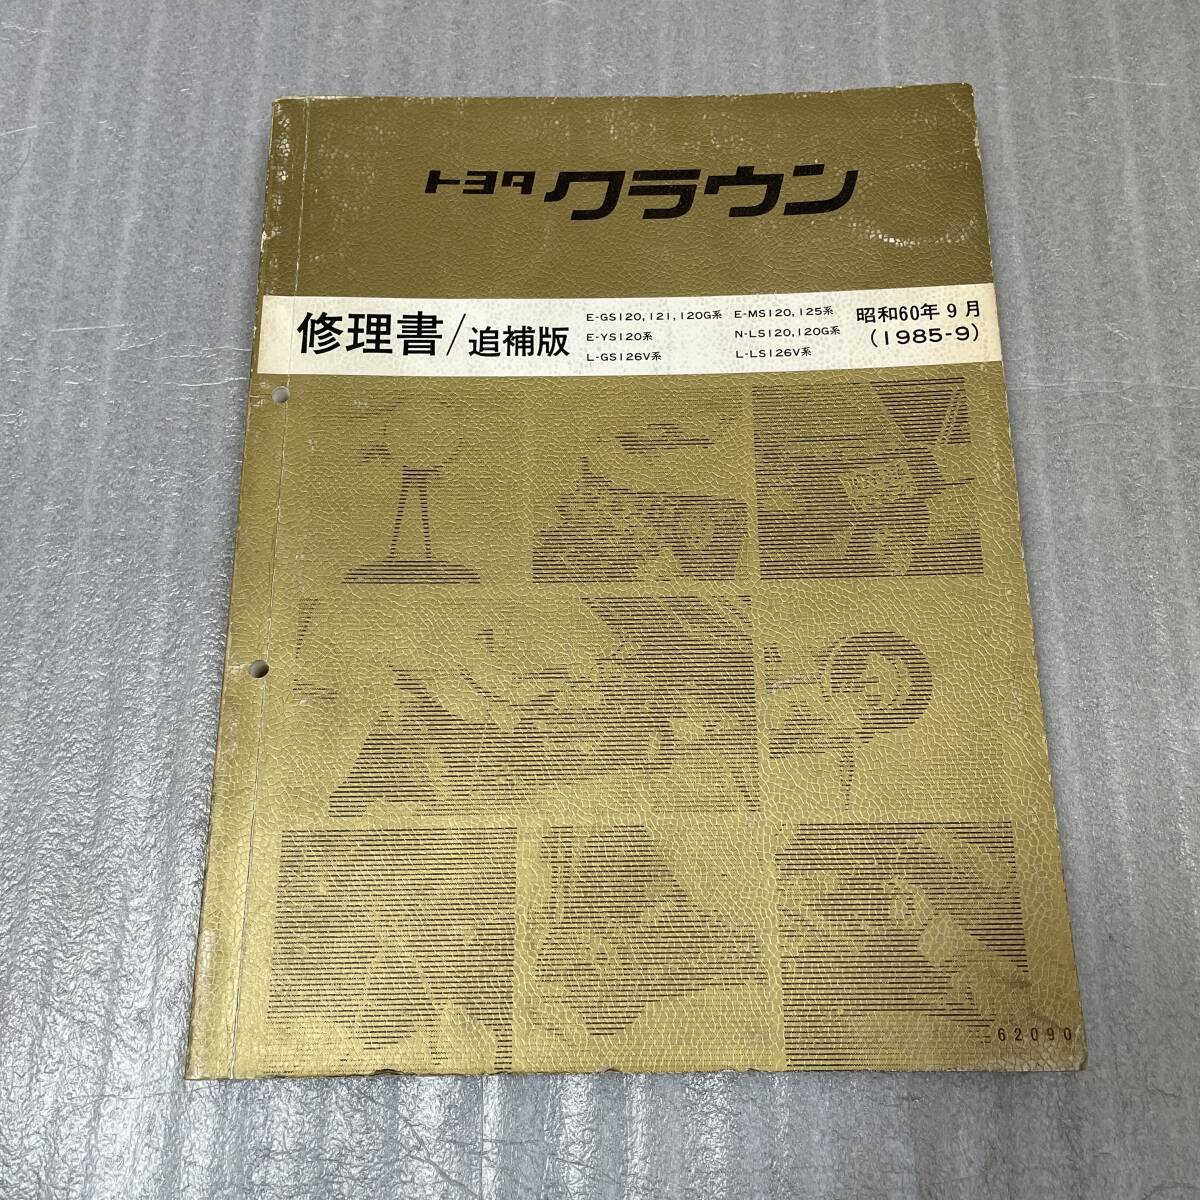 トヨタ クラウン
修理書/追補版
E-GS120, 121, 120G系 E-MS120, 125系
E-YS120系 N-LS120, 120G系
L-GS126V系 L-LS126V系
昭和60年9月
(1985-9)
62090